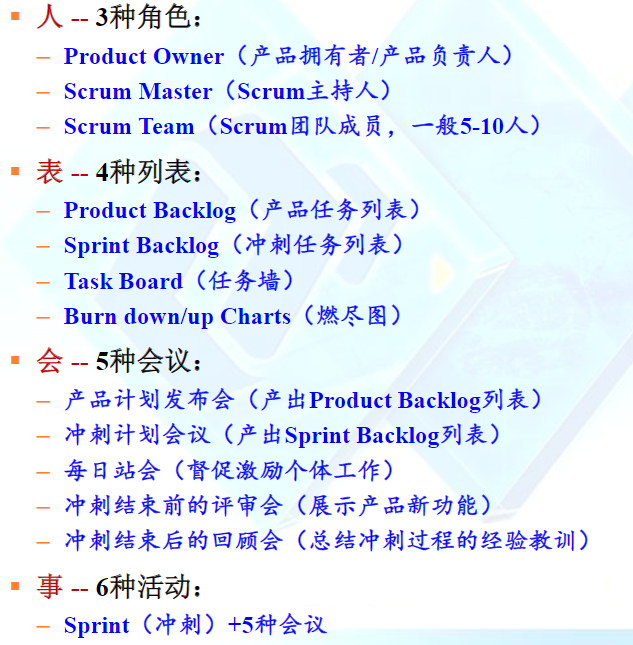 人 -- 3种角色：
– Product Owner（产品拥有者/产品负责人）
– Scrum Master（Scrum主持人）
– Scrum Team（Scrum团队成员，一般5-10人）
表 -- 4种列表：
– Product Backlog（产品任务列表）
– Sprint Backlog（冲刺任务列表）
– Task Board（任务墙）
– Burn down/up Charts（燃尽图）
会 -- 5种会议：
– 产品计划发布会（产出Product Backlog列表）
– 冲刺计划会议（产出Sprint Backlog列表）
– 每日站会（督促激励个体工作）
– 冲刺结束前的评审会（展示产品新功能）
– 冲刺结束后的回顾会（总结冲刺过程的经验教训）
事 -- 6种活动：
– Sprint（冲刺）+5种会议